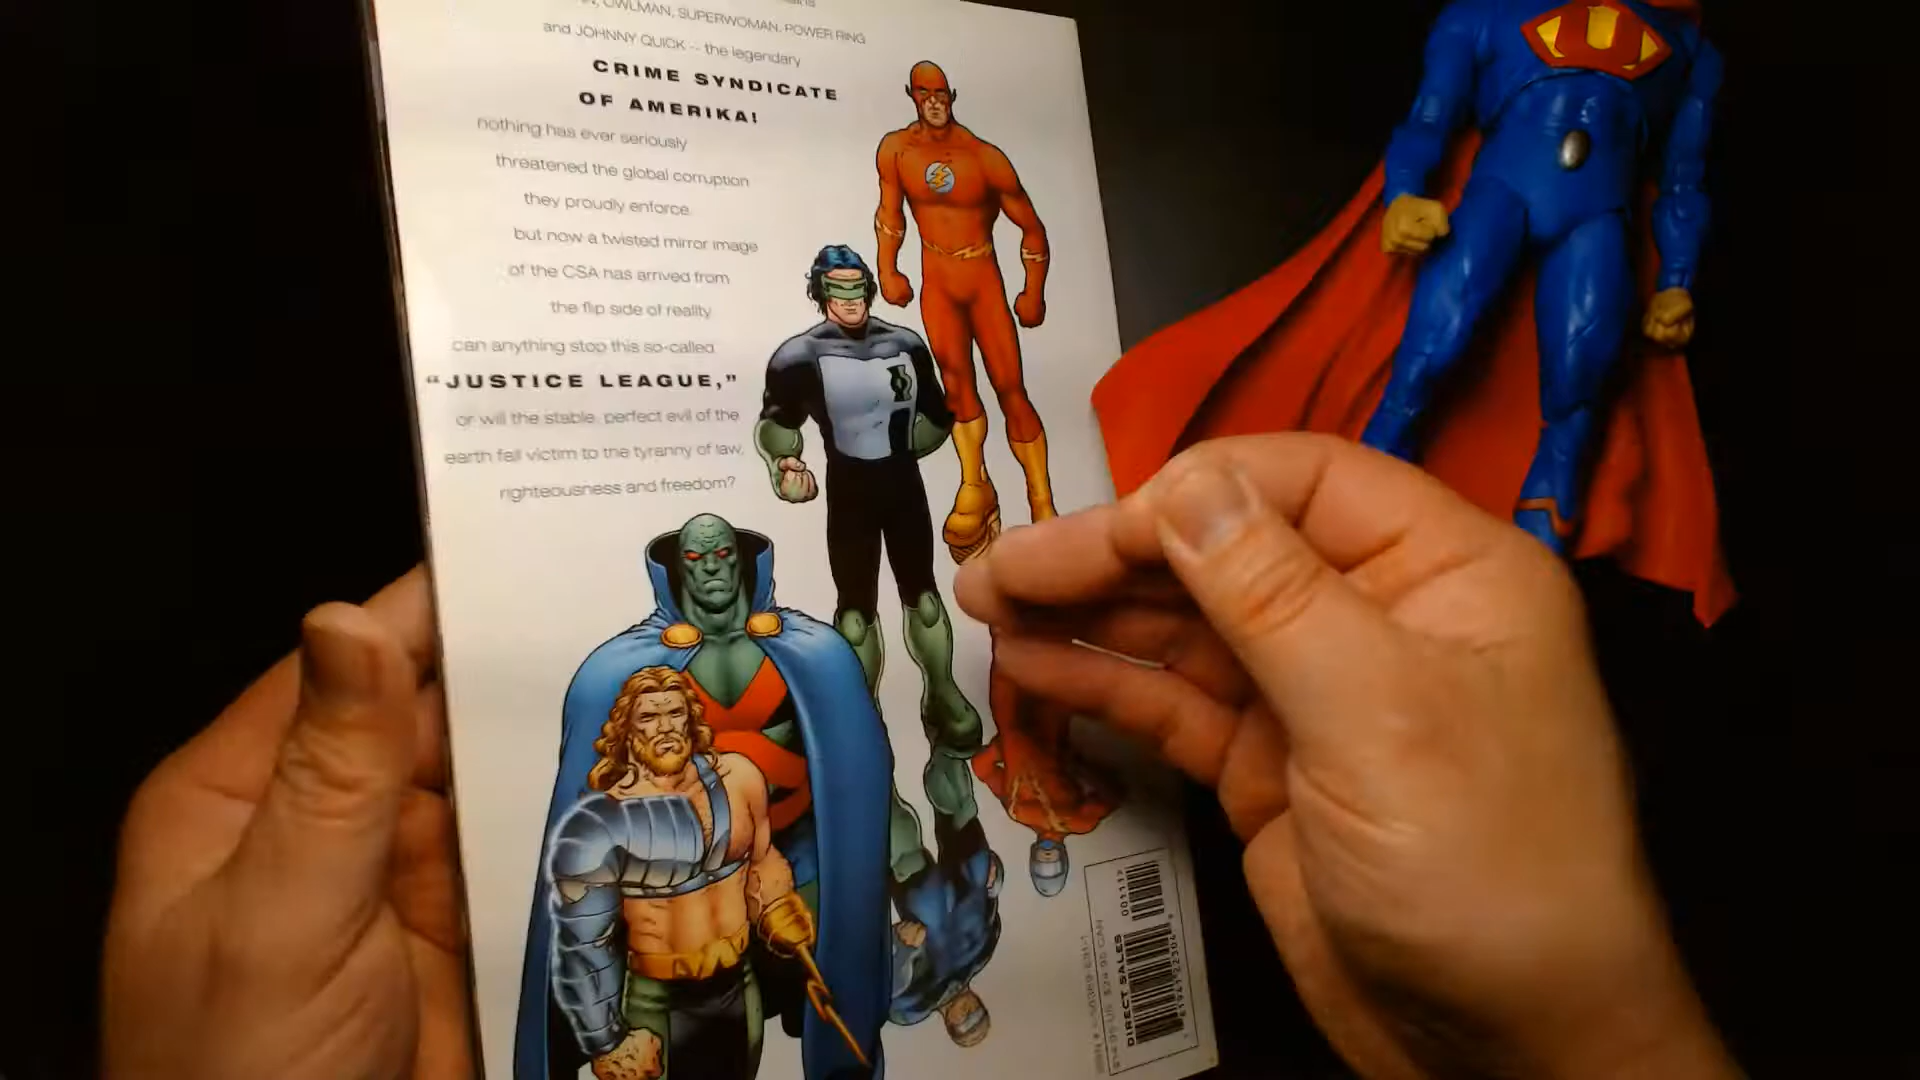 OWLMAN, SUPERWOMAN, POWER RING
and JOHNNY QUICK -- the legendary
CRIME SYNDICATE
OF AMERIKA!
nothing has ever seriously
threatened the global corruption
they proudly enforce.
but now a twisted mirror image
of the CSA has arrived from
the flip side of reality
can anything stop this so-called
"JUSTICE LEAGUE,"
or will the stable, perfect evil of the
earth fall victim to the tyranny of law,
righteousness and freedom?
U
DIRECT SALES
00111>